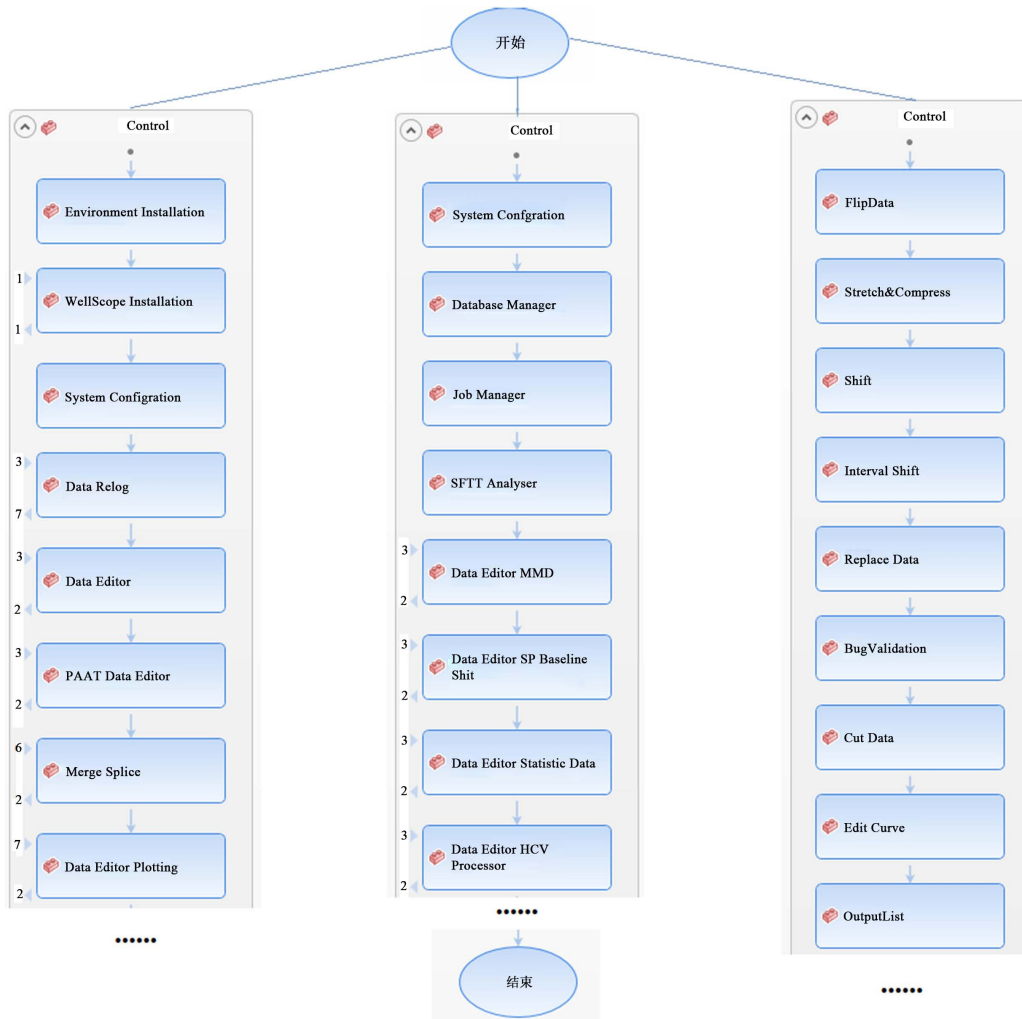 开始
Control
Environment Installation
1
WellScope Installation
1
System Configration
3
Data Relog
7
3
Data Editor
2
3
PAAT Data Editor
2
6
Merge Splice
2
7
Data Editor Plotting
2
······
Control
System Confgration
Database Manager
Job Manager
SFTT Analyser
3
Data Editor MMD
2
3
Data Editor SP Baseline
Shit
2
3
Data Editor Statistic Data
2
3
Data Editor HCV
Processor
2
······
结束
Control
FlipData
Stretch&Compress
Shift
Interval Shift
Replace Data
BugValidation
Cut Data
Edit Curve
OutputList
······